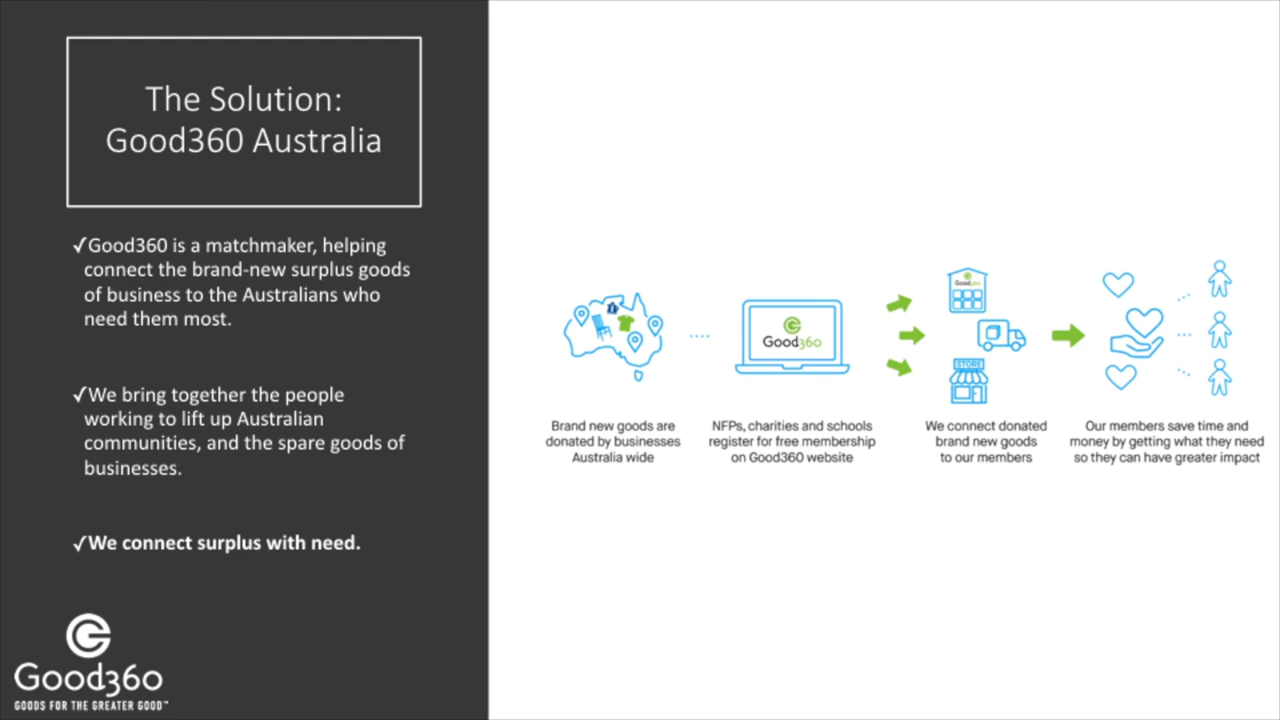 The Solution:
Good360 Australia
✓Good360 is a matchmaker, helping
connect the brand-new surplus goods
of business to the Australians who
need them most.
✓We bring together the people
working to lift up Australian
communities, and the spare goods of
businesses.
✓We connect surplus with need.
Good360
GOODS FOR THE GREATER GOOD™
Good360
Good360
STORE
Brand new goods are
donated by businesses
Australia wide
NFPs, charities and schools
register for free membership
on Good360 website
We connect donated
brand new goods
to our members
Our members save time and
money by getting what they need
so they can have greater impact